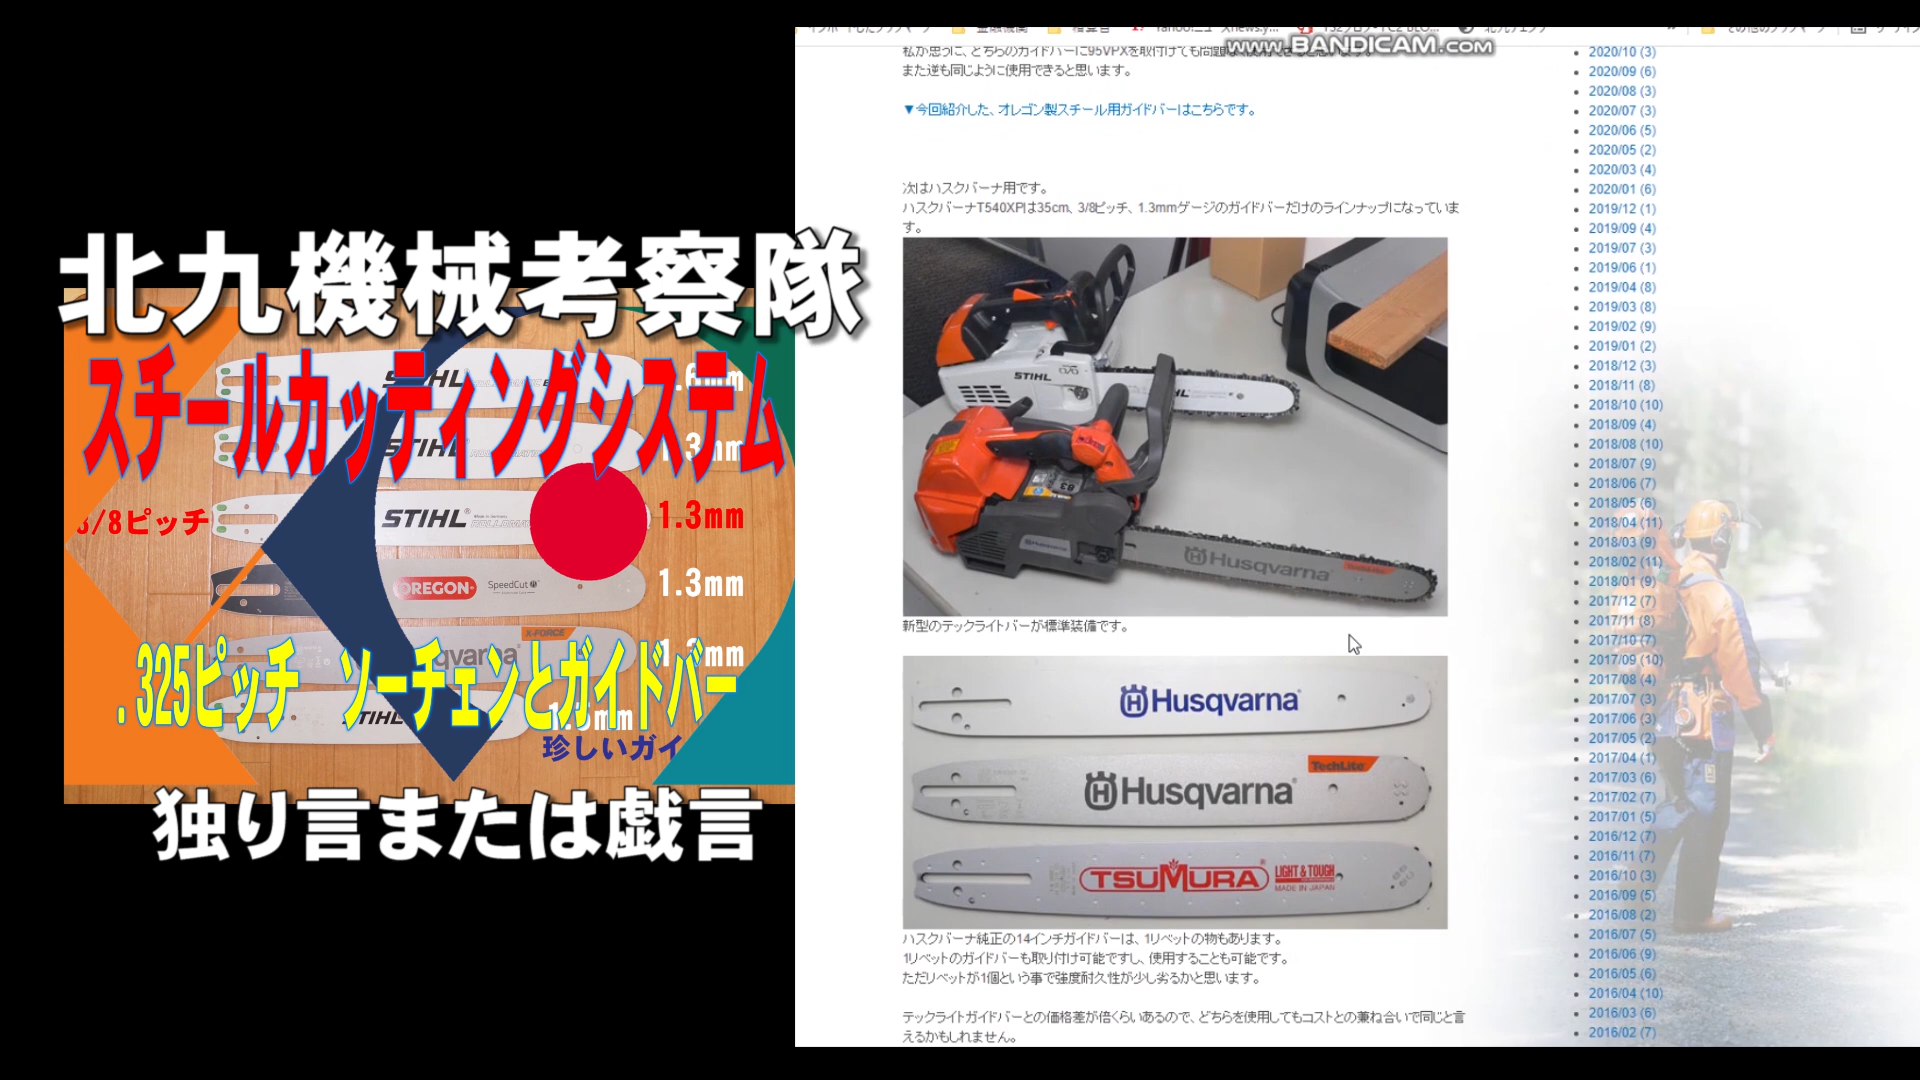 北九機械考察隊
スチールカッティングシステム
3/8ピッチ
STIHL
1.3mm
OREGON
SpeedCut
1.3mm
X-FORCE
.325ピッチ ソーチェンとガイドバー
珍しいガイ
独り言または戯言
www.BANDICAM.com
また逆も同じように使用できると思います。
▼今回紹介した、オレゴン製スチール用ガイドバーはこちらです。
次はハスクバーナ用です。
ハスクバーナT540XPは35cm、3/8ピッチ、1.3mmゲージのガイドバーだけのラインナップになっていま
す。
STIHL
Husqvarna
TechLite
新型のテックライトバーが標準装備です。
Husqvarna
TechLite
Husqvarna
TSUMURA
LIGHT & TOUGH
MADE IN JAPAN
ハスクバーナ純正の14インチガイドバーは、1リベットの物もあります。
1リベットのガイドバーも取り付け可能ですし、使用することも可能です。
ただリベットが1個という事で強度耐久性が少し劣るかと思います。
テックライトガイドバーとの価格差が倍くらいあるので、どちらを使用してもコストとの兼ね合いで同じと言
えるかもしれません。
2020/10 (3)
2020/09 (6)
2020/08 (3)
2020/07 (3)
2020/06 (5)
2020/05 (2)
2020/03 (4)
2020/01 (6)
2019/12 (1)
2019/09 (4)
2019/07 (3)
2019/06 (1)
2019/04 (8)
2019/03 (8)
2019/02 (9)
2019/01 (2)
2018/12 (3)
2018/11 (8)
2018/10 (10)
2018/09 (4)
2018/08 (10)
2018/07 (9)
2018/06 (7)
2018/05 (6)
2018/04 (11)
2018/03 (9)
2018/02 (11)
2018/01 (9)
2017/12 (7)
2017/11 (8)
2017/10 (7)
2017/09 (10)
2017/08 (4)
2017/07 (3)
2017/06 (3)
2017/05 (2)
2017/04 (1)
2017/03 (6)
2017/02 (7)
2017/01 (5)
2016/12 (7)
2016/11 (7)
2016/10 (3)
2016/09 (5)
2016/08 (2)
2016/07 (5)
2016/06 (9)
2016/05 (6)
2016/04 (10)
2016/03 (6)
2016/02 (7)